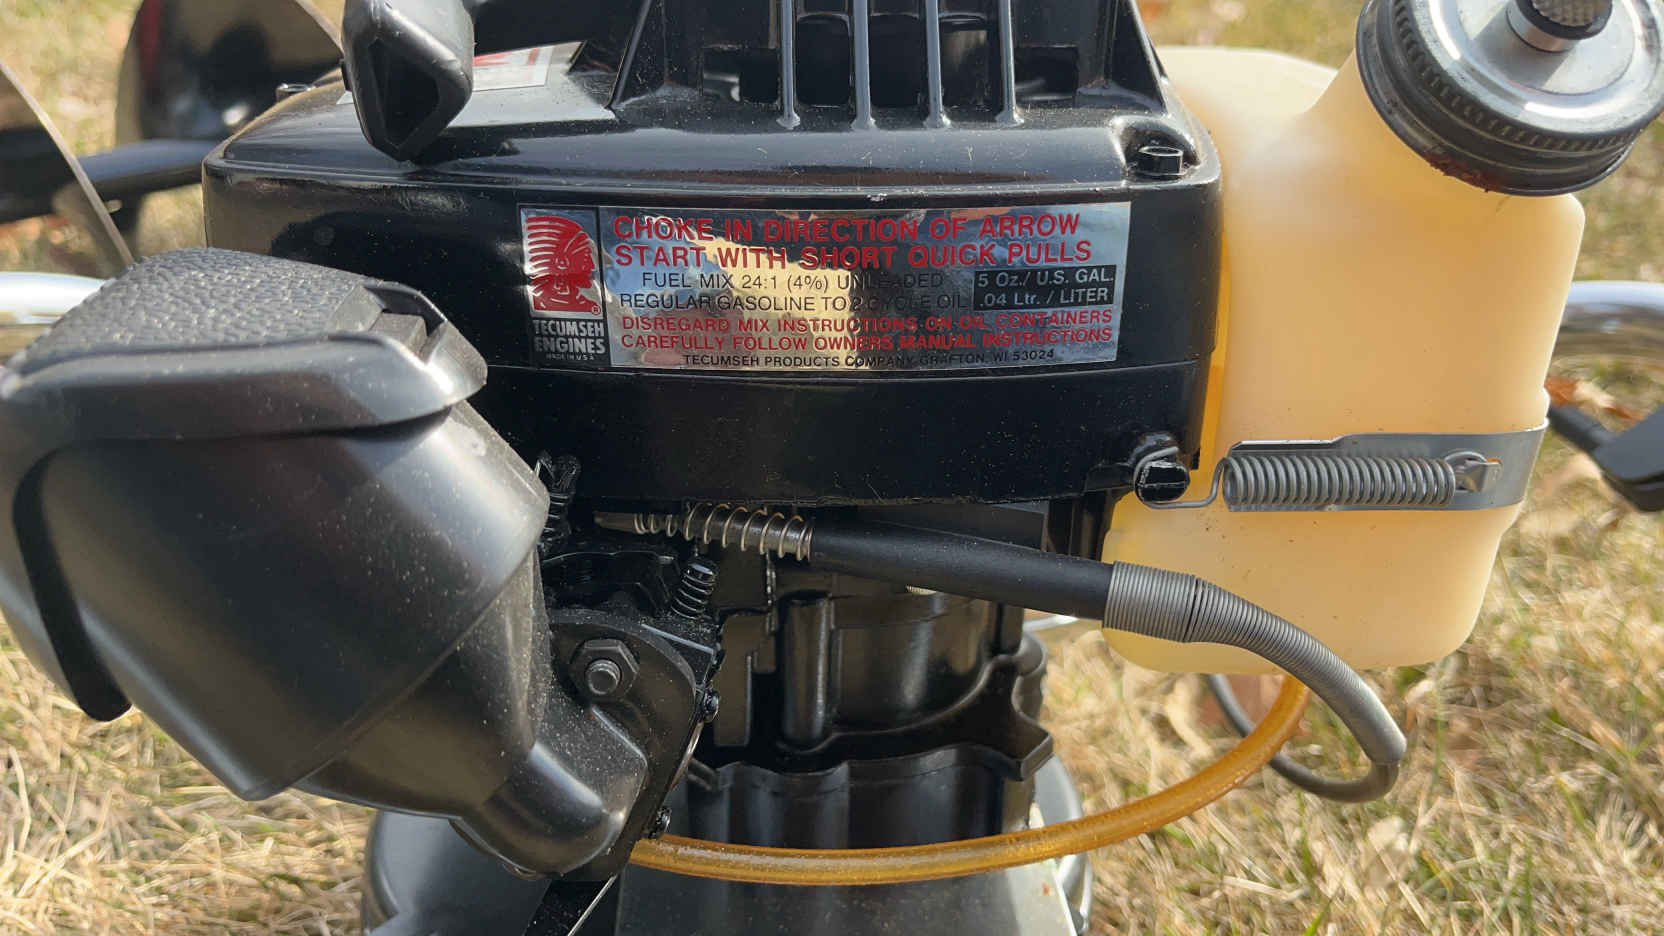 CHOKE IN DIRECTION OF ARROW
START WITH SHORT QUICK PULLS
FUEL MIX 24:1 (4%) UNLEADED
REGULAR GASOLINE TO 2 CYCLE OIL
5 Oz./ U.S. GAL.
.04 Ltr. / LITER
DISREGARD MIX INSTRUCTIONS ON OIL CONTAINERS
CAREFULLY FOLLOW OWNERS MANUAL INSTRUCTIONS
TECUMSEH PRODUCTS COMPANY GRAFTON, WI 53024
®
TECUMSEH
ENGINES
MADE IN U.S.A.